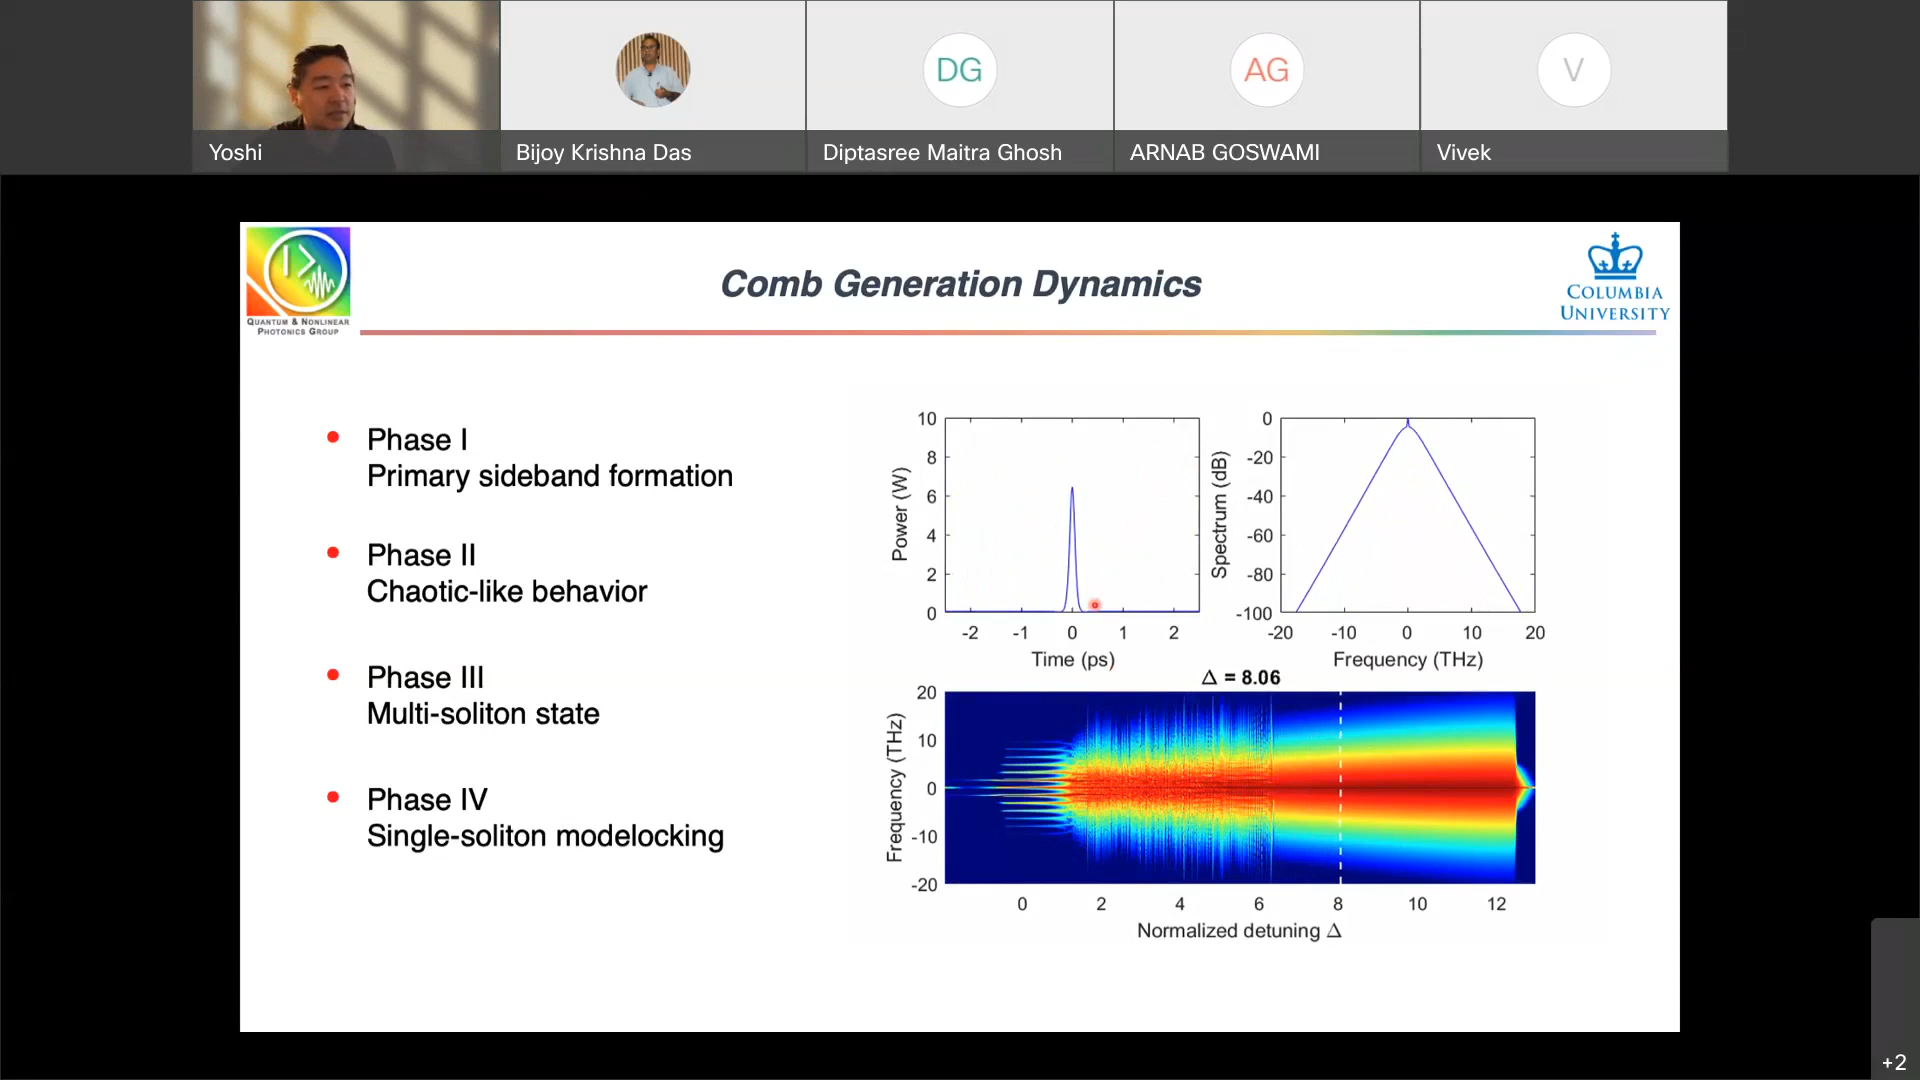 DG
AG
V
Yoshi
Bijoy Krishna Das
Diptasree Maitra Ghosh
ARNAB GOSWAMI
Vivek
QUANTUM & NONLINEAR
PHOTONICS GROUP
Comb Generation Dynamics
COLUMBIA
UNIVERSITY
Phase I
Primary sideband formation
Phase II
Chaotic-like behavior
Phase III
Multi-soliton state
Phase IV
Single-soliton modelocking
10
8
6
4
2
0
Power (W)
-2 -1 0 1 2
Time (ps)
0
-20
-40
-60
-80
-100
Spectrum (dB)
-20 -10 0 10 20
Frequency (THz)
Δ = 8.06
20
10
0
-10
-20
Frequency (THz)
0 2 4 6 8 10 12
Normalized detuning Δ
+2